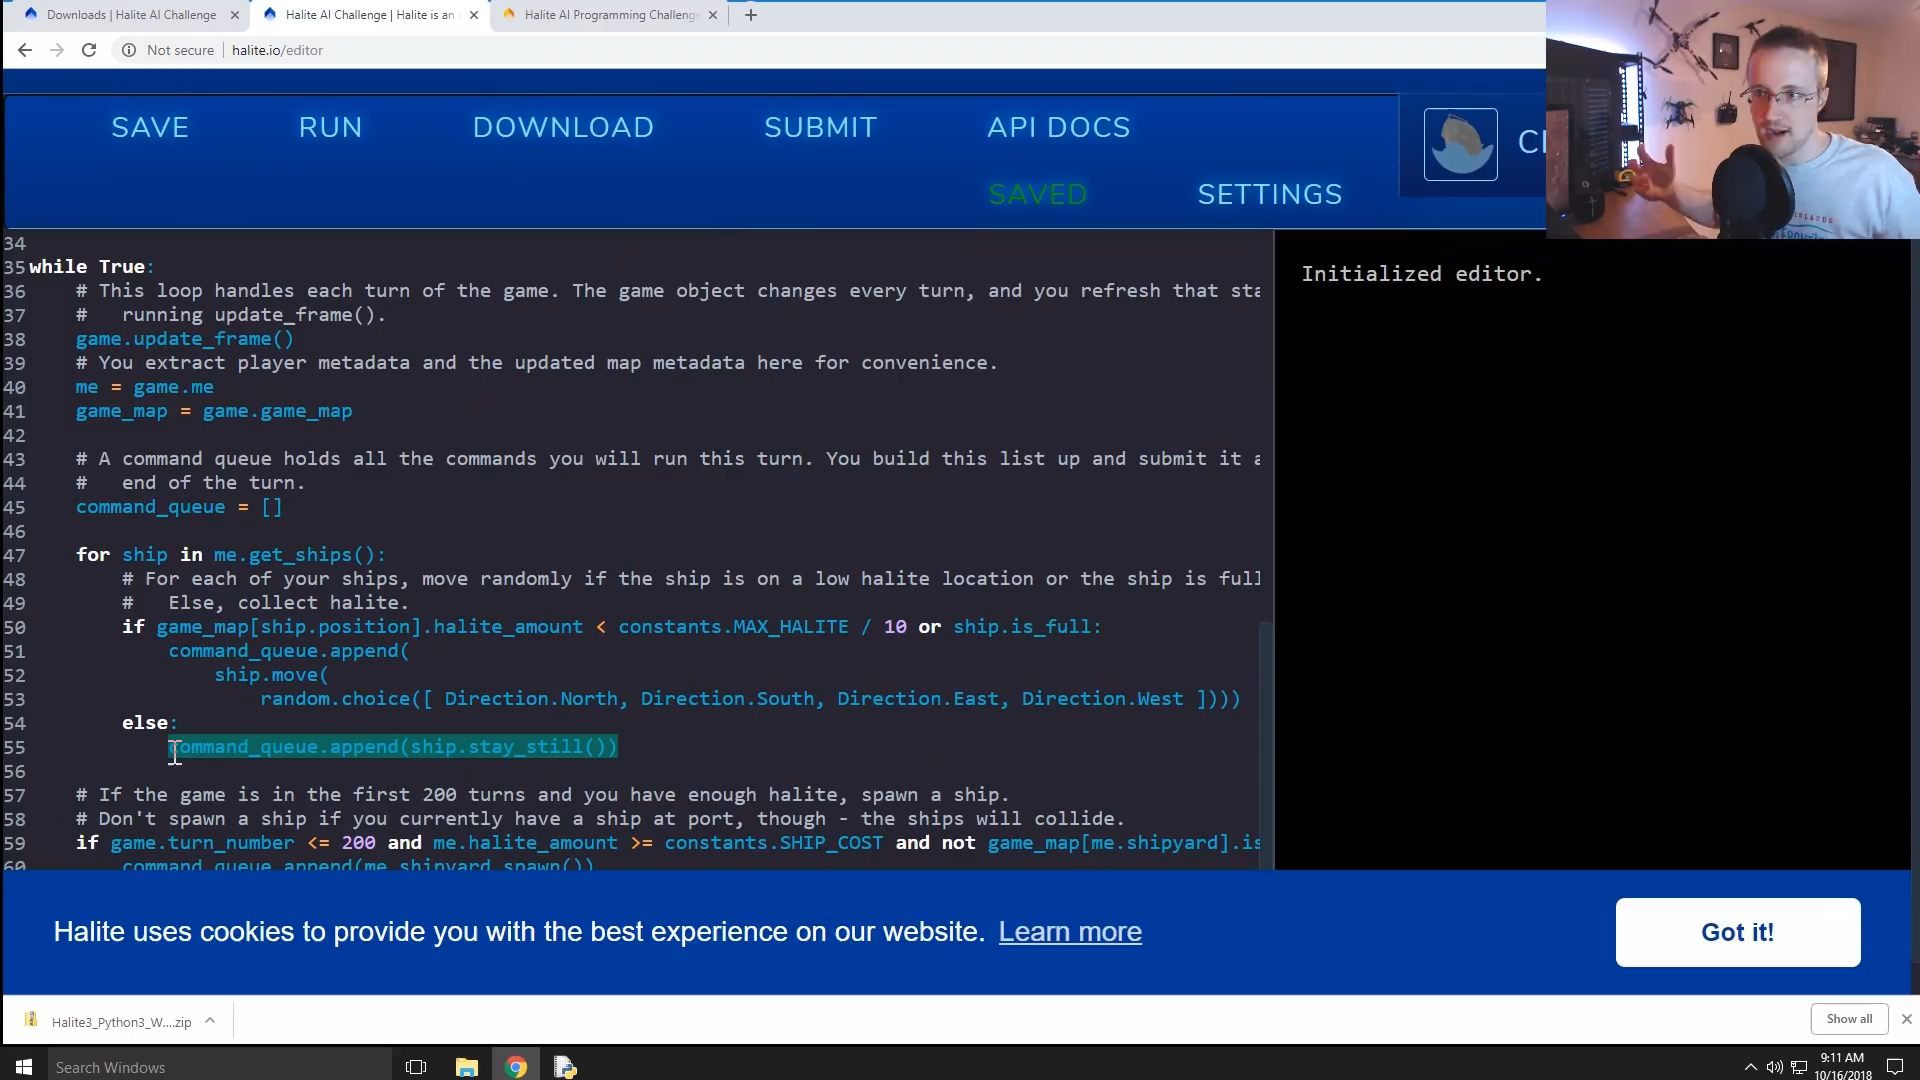 Downloads | Halite AI Challenge
Halite AI Challenge | Halite is an
Halite AI Programming Challeng
Not secure
halite.io/editor
SAVE
RUN
DOWNLOAD
SUBMIT
API DOCS
SAVED
SETTINGS
34
35 while True:
36 # This loop handles each turn of the game. The game object changes every turn, and you refresh that sta
37 #   running update_frame().
38 game.update_frame()
39 # You extract player metadata and the updated map metadata here for convenience.
40 me = game.me
41 game_map = game.game_map
42
43 # A command queue holds all the commands you will run this turn. You build this list up and submit it a
44 #   end of the turn.
45 command_queue = []
46
47 for ship in me.get_ships():
48 # For each of your ships, move randomly if the ship is on a low halite location or the ship is full
49 #   Else, collect halite.
50 if game_map[ship.position].halite_amount < constants.MAX_HALITE / 10 or ship.is_full:
51 command_queue.append(
52 ship.move(
53 random.choice([ Direction.North, Direction.South, Direction.East, Direction.West ])))
54 else:
55 command_queue.append(ship.stay_still())
56
57 # If the game is in the first 200 turns and you have enough halite, spawn a ship.
58 # Don't spawn a ship if you currently have a ship at port, though - the ships will collide.
59 if game.turn_number <= 200 and me.halite_amount >= constants.SHIP_COST and not game_map[me.shipyard].is
60 command_queue.append(me.shipyard.spawn())
Initialized editor.
Halite uses cookies to provide you with the best experience on our website. Learn more
Got it!
Halite3_Python3_W....zip
Show all
Search Windows
9:11 AM
10/16/2018